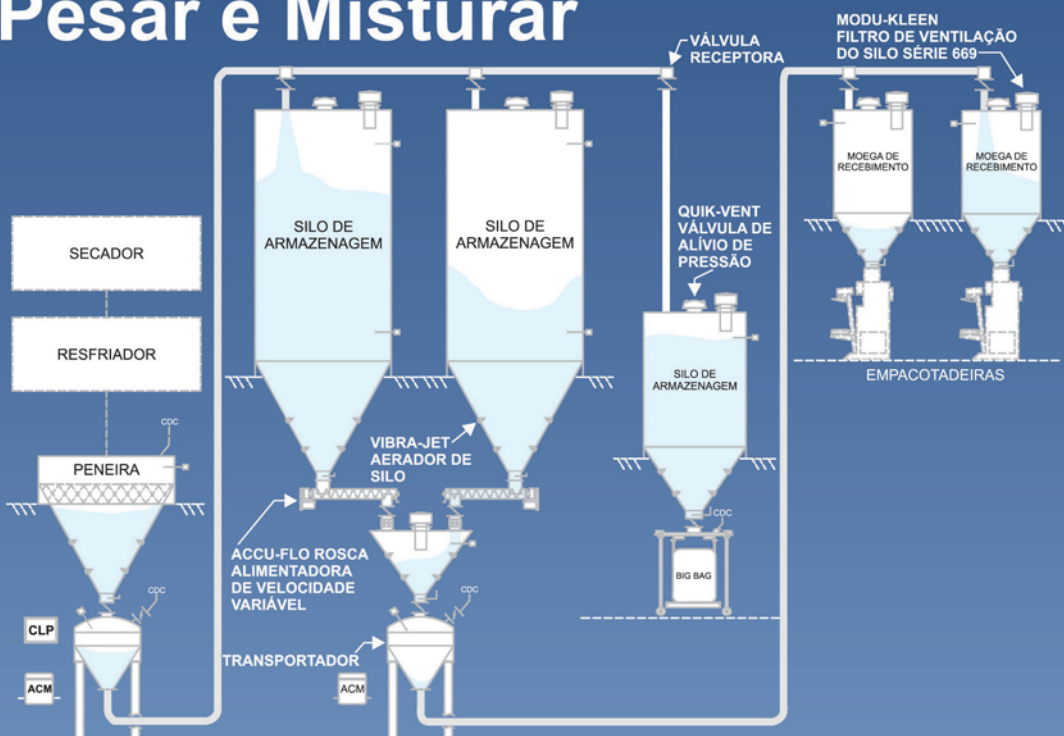 Pesar e Misturar
MODU-KLEEN
FILTRO DE VENTILAÇÃO
DO SILO SÉRIE 669
VÁLVULA
RECEPTORA
SILO DE
ARMAZENAGEM
SILO DE
ARMAZENAGEM
MOEGA DE
RECEBIMENTO
MOEGA DE
RECEBIMENTO
QUIK-VENT
VÁLVULA DE
ALÍVIO DE
PRESSÃO
SECADOR
RESFRIADOR
SILO DE
ARMAZENAGEM
EMPACOTADEIRAS
CDC
PENEIRA
VIBRA-JET
AERADOR DE
SILO
CDC
ACCU-FLO ROSCA
ALIMENTADORA
DE VELOCIDADE
VARIÁVEL
BIG BAG
CDC
CDC
CLP
TRANSPORTADOR
ACM
ACM